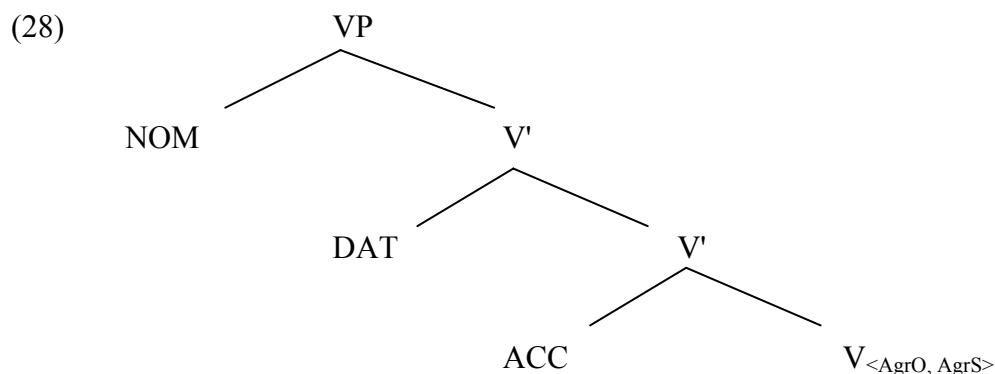 (28) VP
NOM V'
DAT V'
ACC V<AgrO, AgrS>